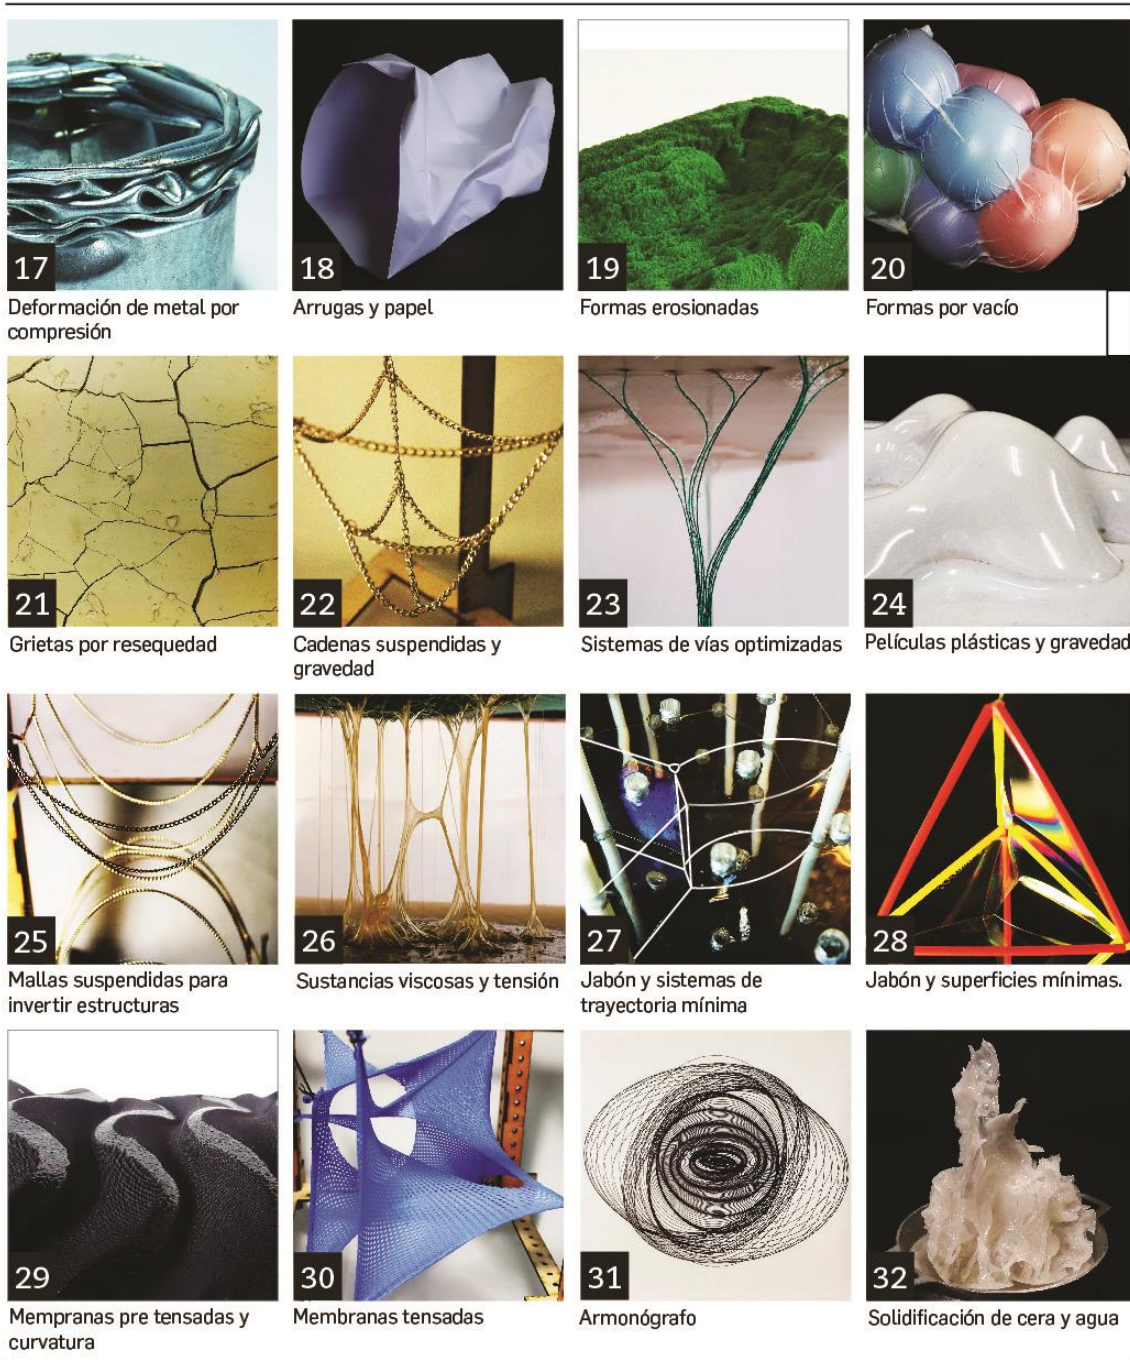 17
Deformación de metal por
compresión
18
Arrugas y papel
19
Formas erosionadas
20
Formas por vacío
21
Grietas por resequedad
22
Cadenas suspendidas y
gravedad
23
Sistemas de vías optimizadas
24
Películas plásticas y gravedad
25
Mallas suspendidas para
invertir estructuras
26
Sustancias viscosas y tensión
27
Jabón y sistemas de
trayectoria mínima
28
Jabón y superficies mínimas.
29
Mempranas pre tensadas y
curvatura
30
Membranas tensadas
31
Armonógrafo
32
Solidificación de cera y agua